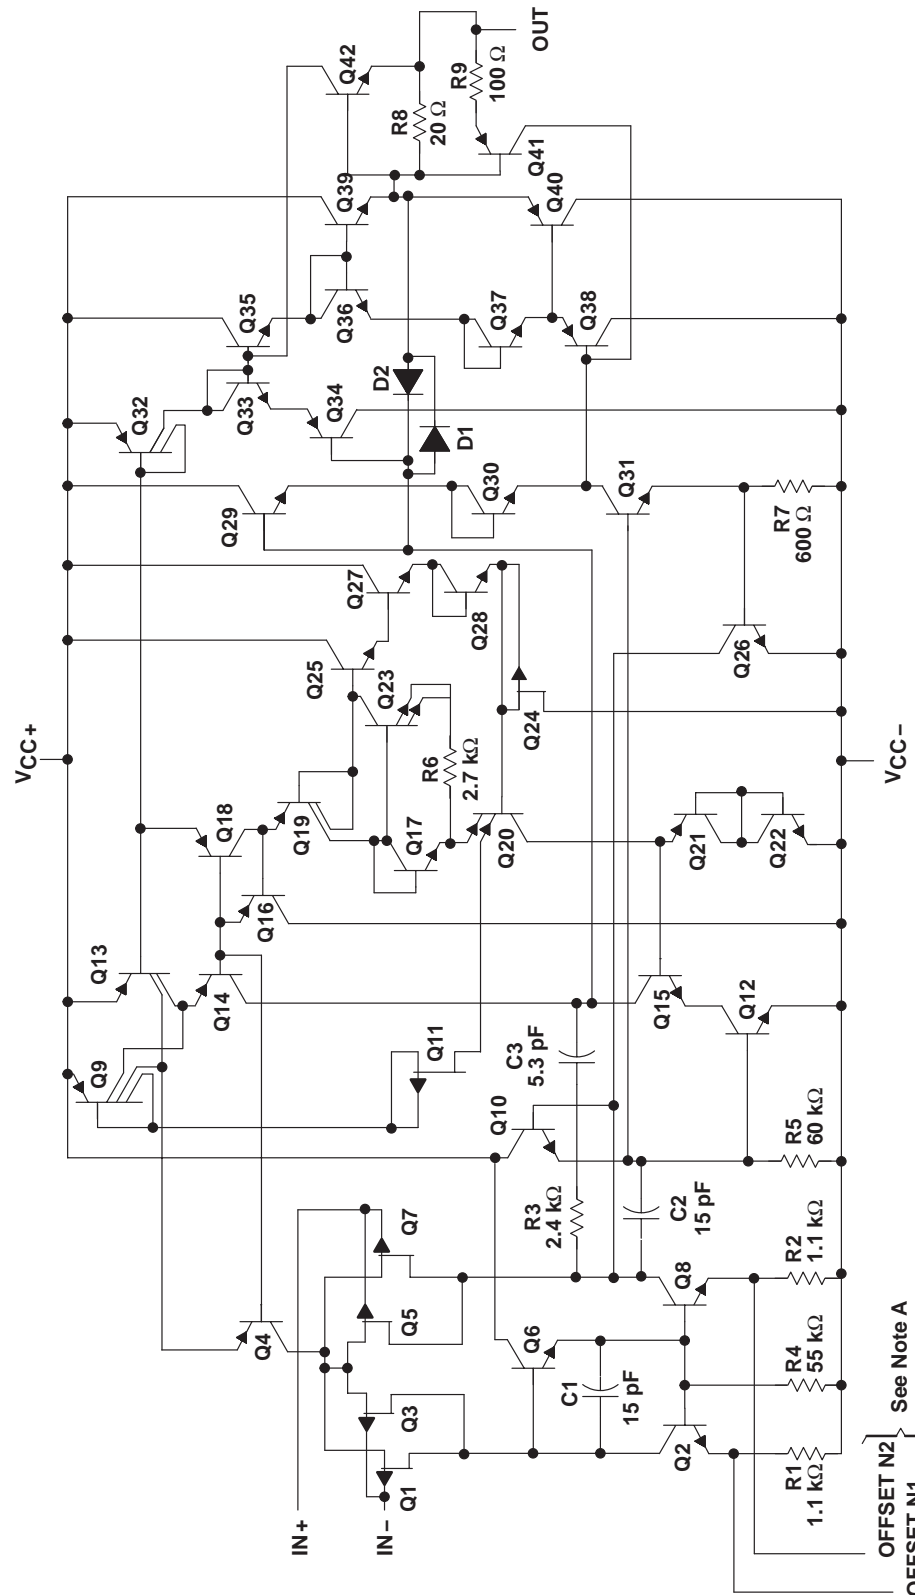 VCC+
Q9
Q13
Q32
Q18
Q14
Q19
Q16
Q25
Q23
Q27
Q28
Q29
Q33
Q35
Q34
Q36
Q39
Q42
OUT
R8
20 Ω
R9
100 Ω
Q41
D2
D1
Q30
Q37
Q38
Q40
Q31
R7
600 Ω
Q26
Q24
R6
2.7 kΩ
Q17
Q20
Q21
Q22
Q11
Q15
Q12
C3
5.3 pF
Q10
R3
2.4 kΩ
C2
15 pF
R5
60 kΩ
Q4
Q7
Q5
Q3
Q1
IN+
IN−
Q6
C1
15 pF
Q8
Q2
R2
1.1 kΩ
R4
55 kΩ
R1
1.1 kΩ
VCC−
OFFSET N2
OFFSET N1
See Note A